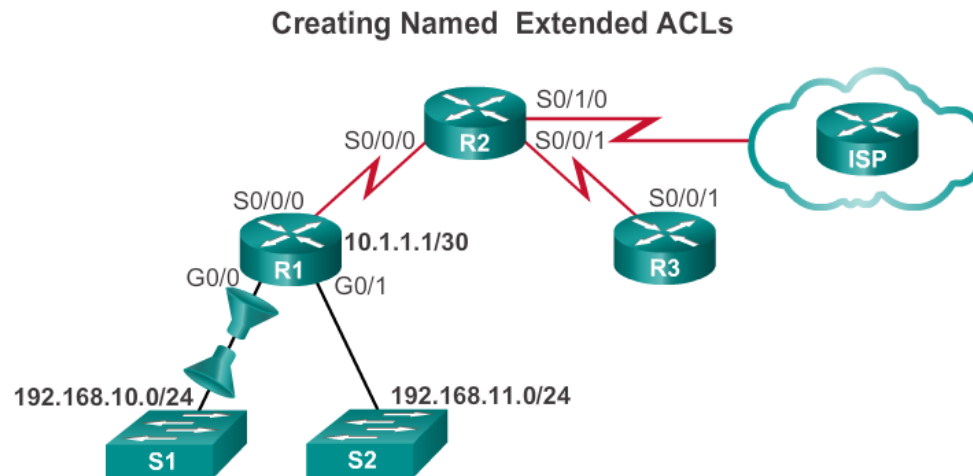 Creating Named Extended ACLs
S0/1/0
S0/0/0
R2
S0/0/1
ISP
S0/0/0
S0/0/1
10.1.1.1/30
R1
R3
G0/0
G0/1
192.168.10.0/24
192.168.11.0/24
S1
S2